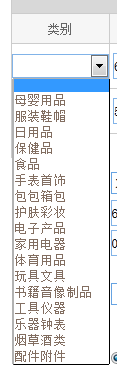 类别
母婴用品
服装鞋帽
日用品
保健品
食品
手表首饰
包包箱包
护肤彩妆
电子产品
家用电器
体育用品
玩具文具
书籍音像制品
工具仪器
乐器钟表
烟草酒类
配件附件